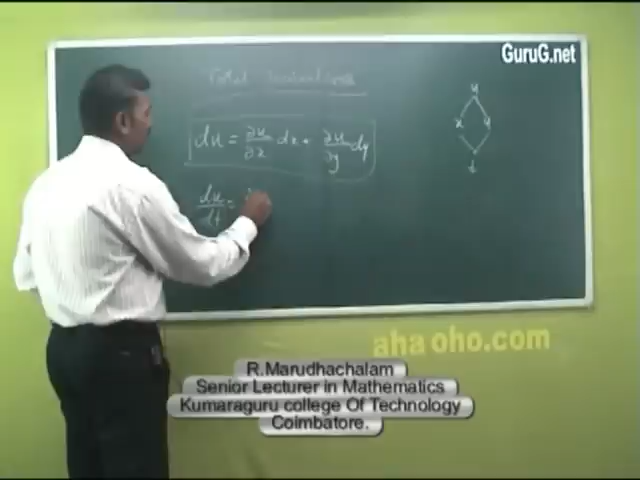 GuruG.net
Total
du = ∂u/∂x dx + ∂u/∂y dy
du/dt =
u
x y
t
aha oho.com
R.Marudhachalam
Senior Lecturer in Mathematics
Kumaraguru college Of Technology
Coimbatore.